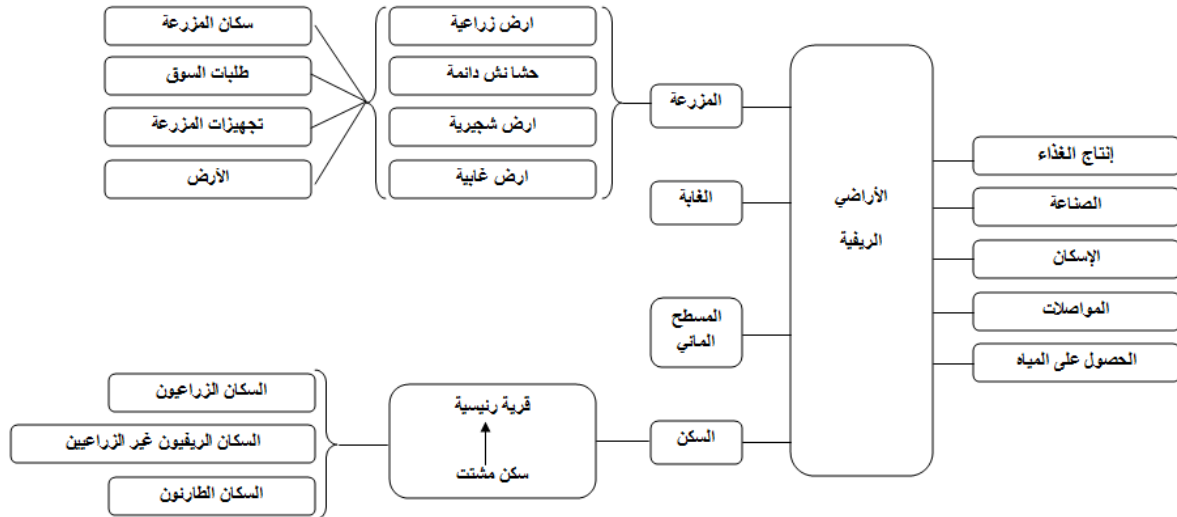 إنتاج الغذاء
الصناعة
الإسكان
المواصلات
الحصول على المياه
الأراضي
الريفية
المزرعة
الغابة
المسطح
المائي
السكن
ارض زراعية
حشائش دائمة
ارض شجيرية
ارض غابية
سكان المزرعة
طلبات السوق
تجهيزات المزرعة
الأرض
قرية رئيسية
سكن مشتت
السكان الزراعيون
السكان الريفيون غير الزراعيين
السكان الطارئون